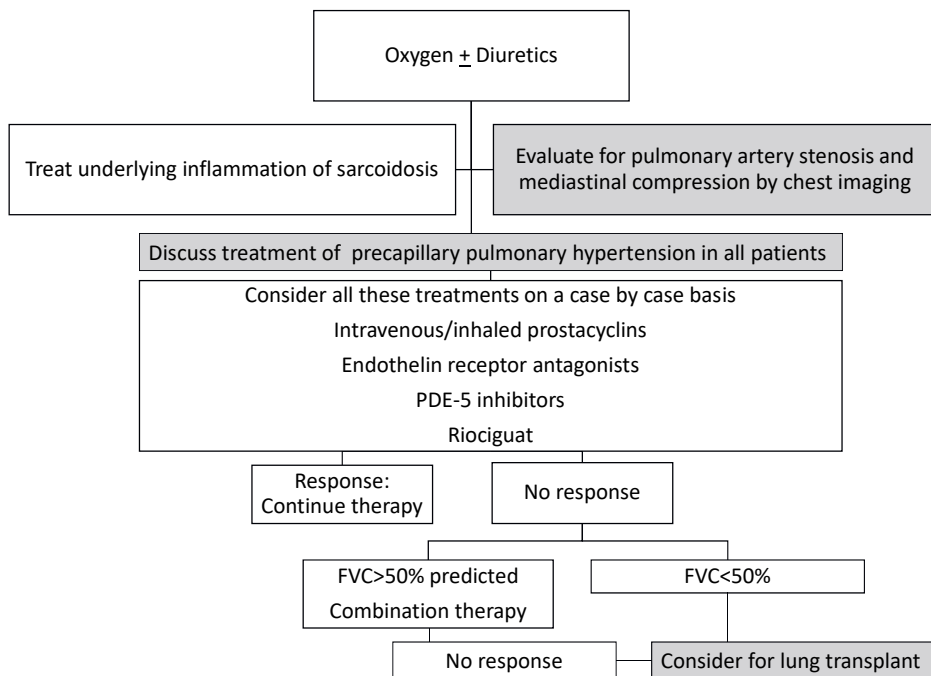 Oxygen + Diuretics
Treat underlying inflammation of sarcoidosis
Evaluate for pulmonary artery stenosis and
mediastinal compression by chest imaging
Discuss treatment of precapillary pulmonary hypertension in all patients
Consider all these treatments on a case by case basis
Intravenous/inhaled prostacyclins
Endothelin receptor antagonists
PDE-5 inhibitors
Riociguat
Response:
Continue therapy
No response
FVC>50% predicted
Combination therapy
FVC<50%
No response
Consider for lung transplant